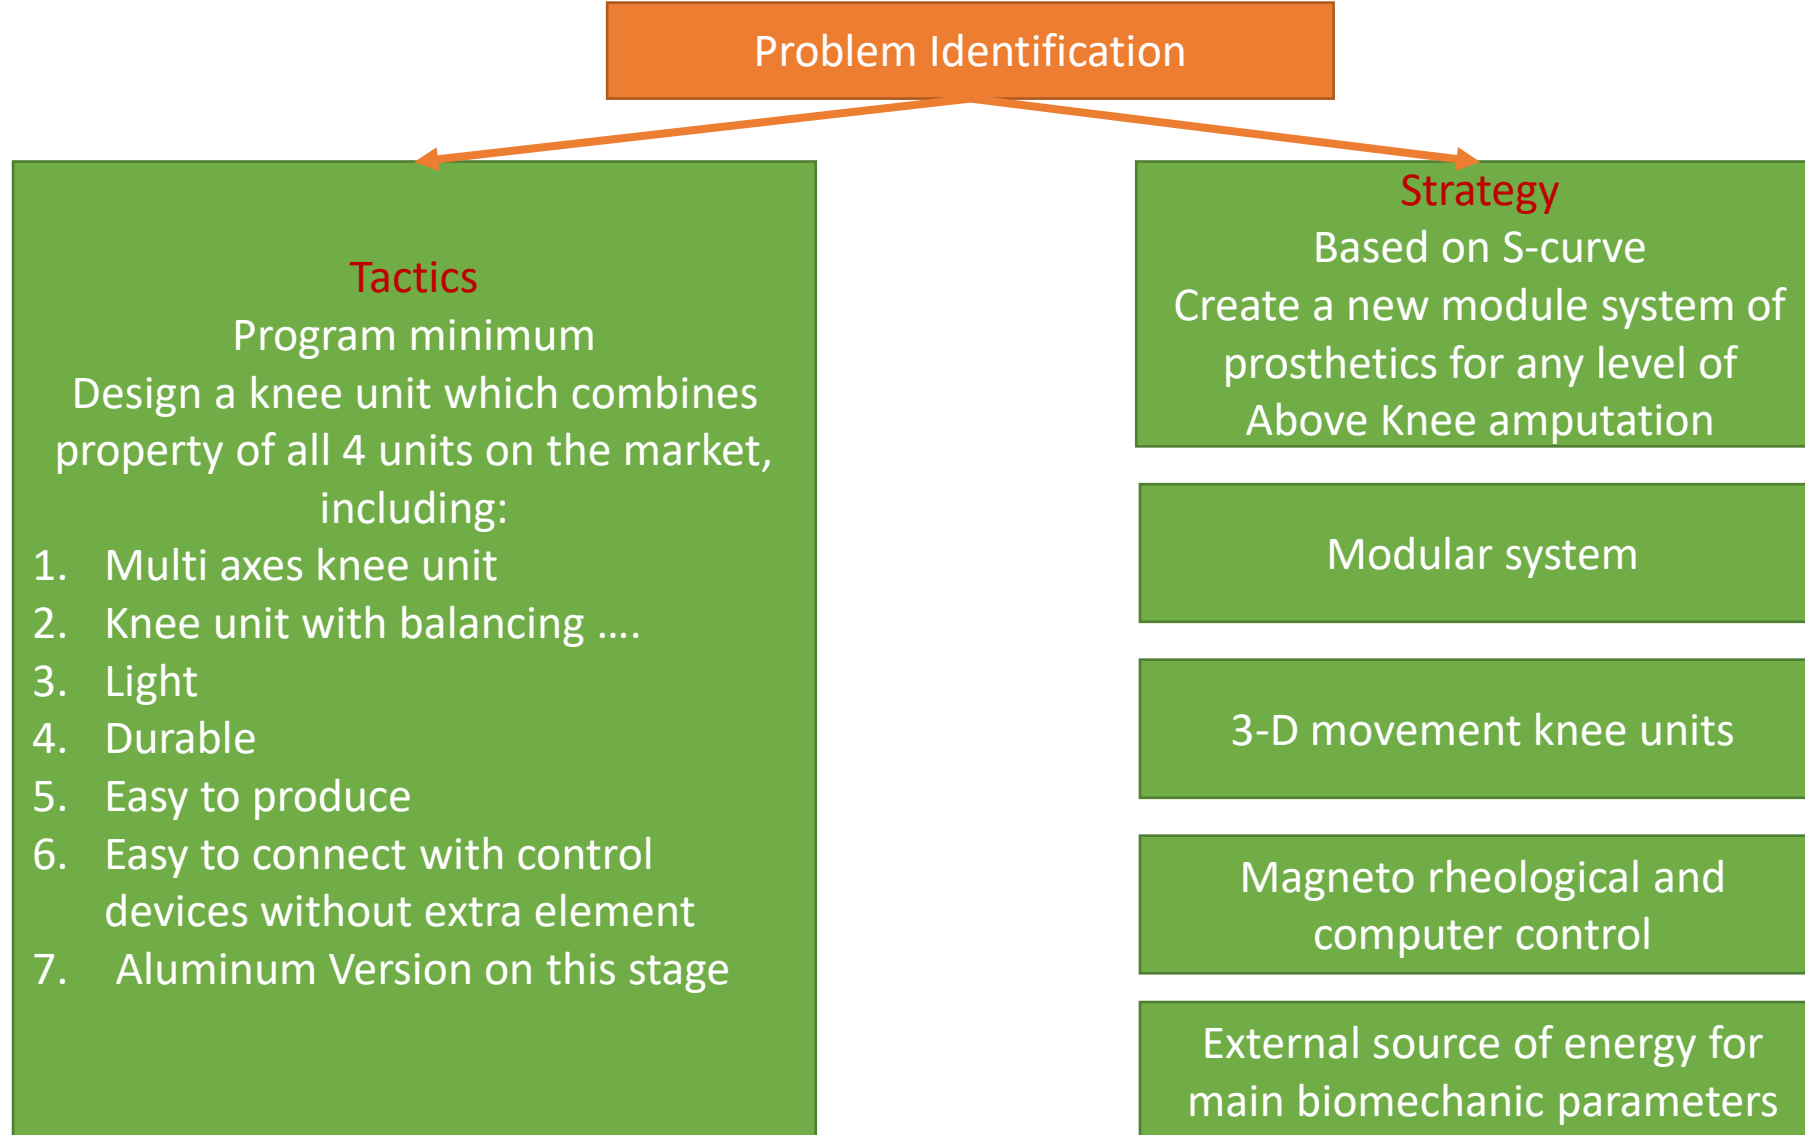 Problem Identification
Tactics
Program minimum
Design a knee unit which combines
property of all 4 units on the market,
including:
1. Multi axes knee unit
2. Knee unit with balancing ....
3. Light
4. Durable
5. Easy to produce
6. Easy to connect with control
devices without extra element
7. Aluminum Version on this stage
Strategy
Based on S-curve
Create a new module system of
prosthetics for any level of
Above Knee amputation
Modular system
3-D movement knee units
Magneto rheological and
computer control
External source of energy for
main biomechanic parameters